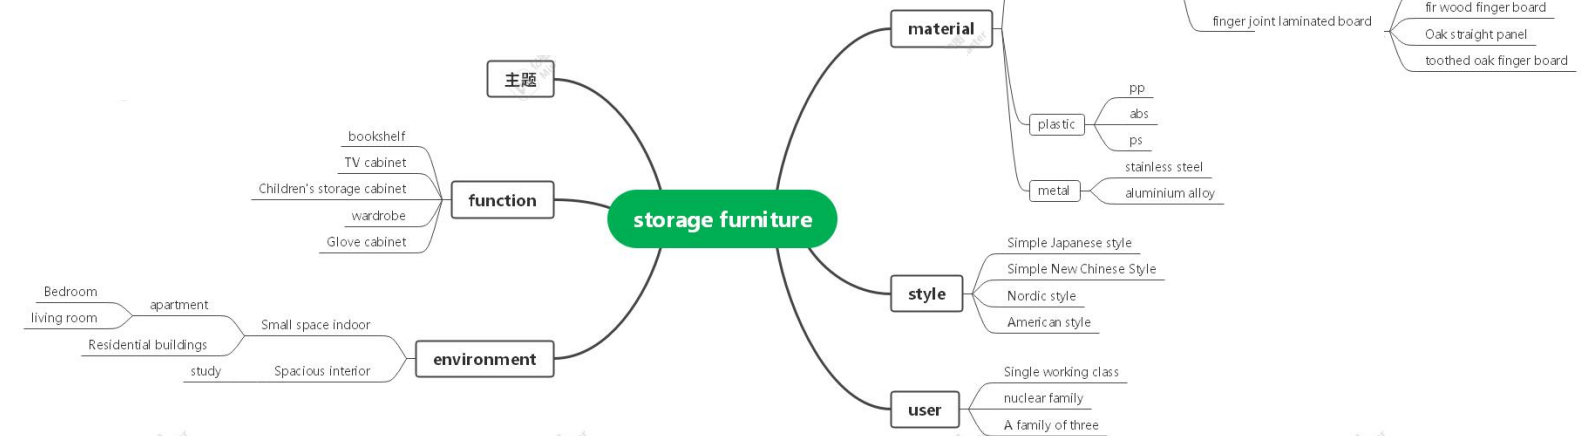 storage furniture
主题
function
bookshelf
TV cabinet
Children's storage cabinet
wardrobe
Glove cabinet
environment
Small space indoor
apartment
Bedroom
living room
Residential buildings
Spacious interior
study
material
finger joint laminated board
fir wood finger board
Oak straight panel
toothed oak finger board
plastic
pp
abs
ps
metal
stainless steel
aluminium alloy
style
Simple Japanese style
Simple New Chinese Style
Nordic style
American style
user
Single working class
nuclear family
A family of three